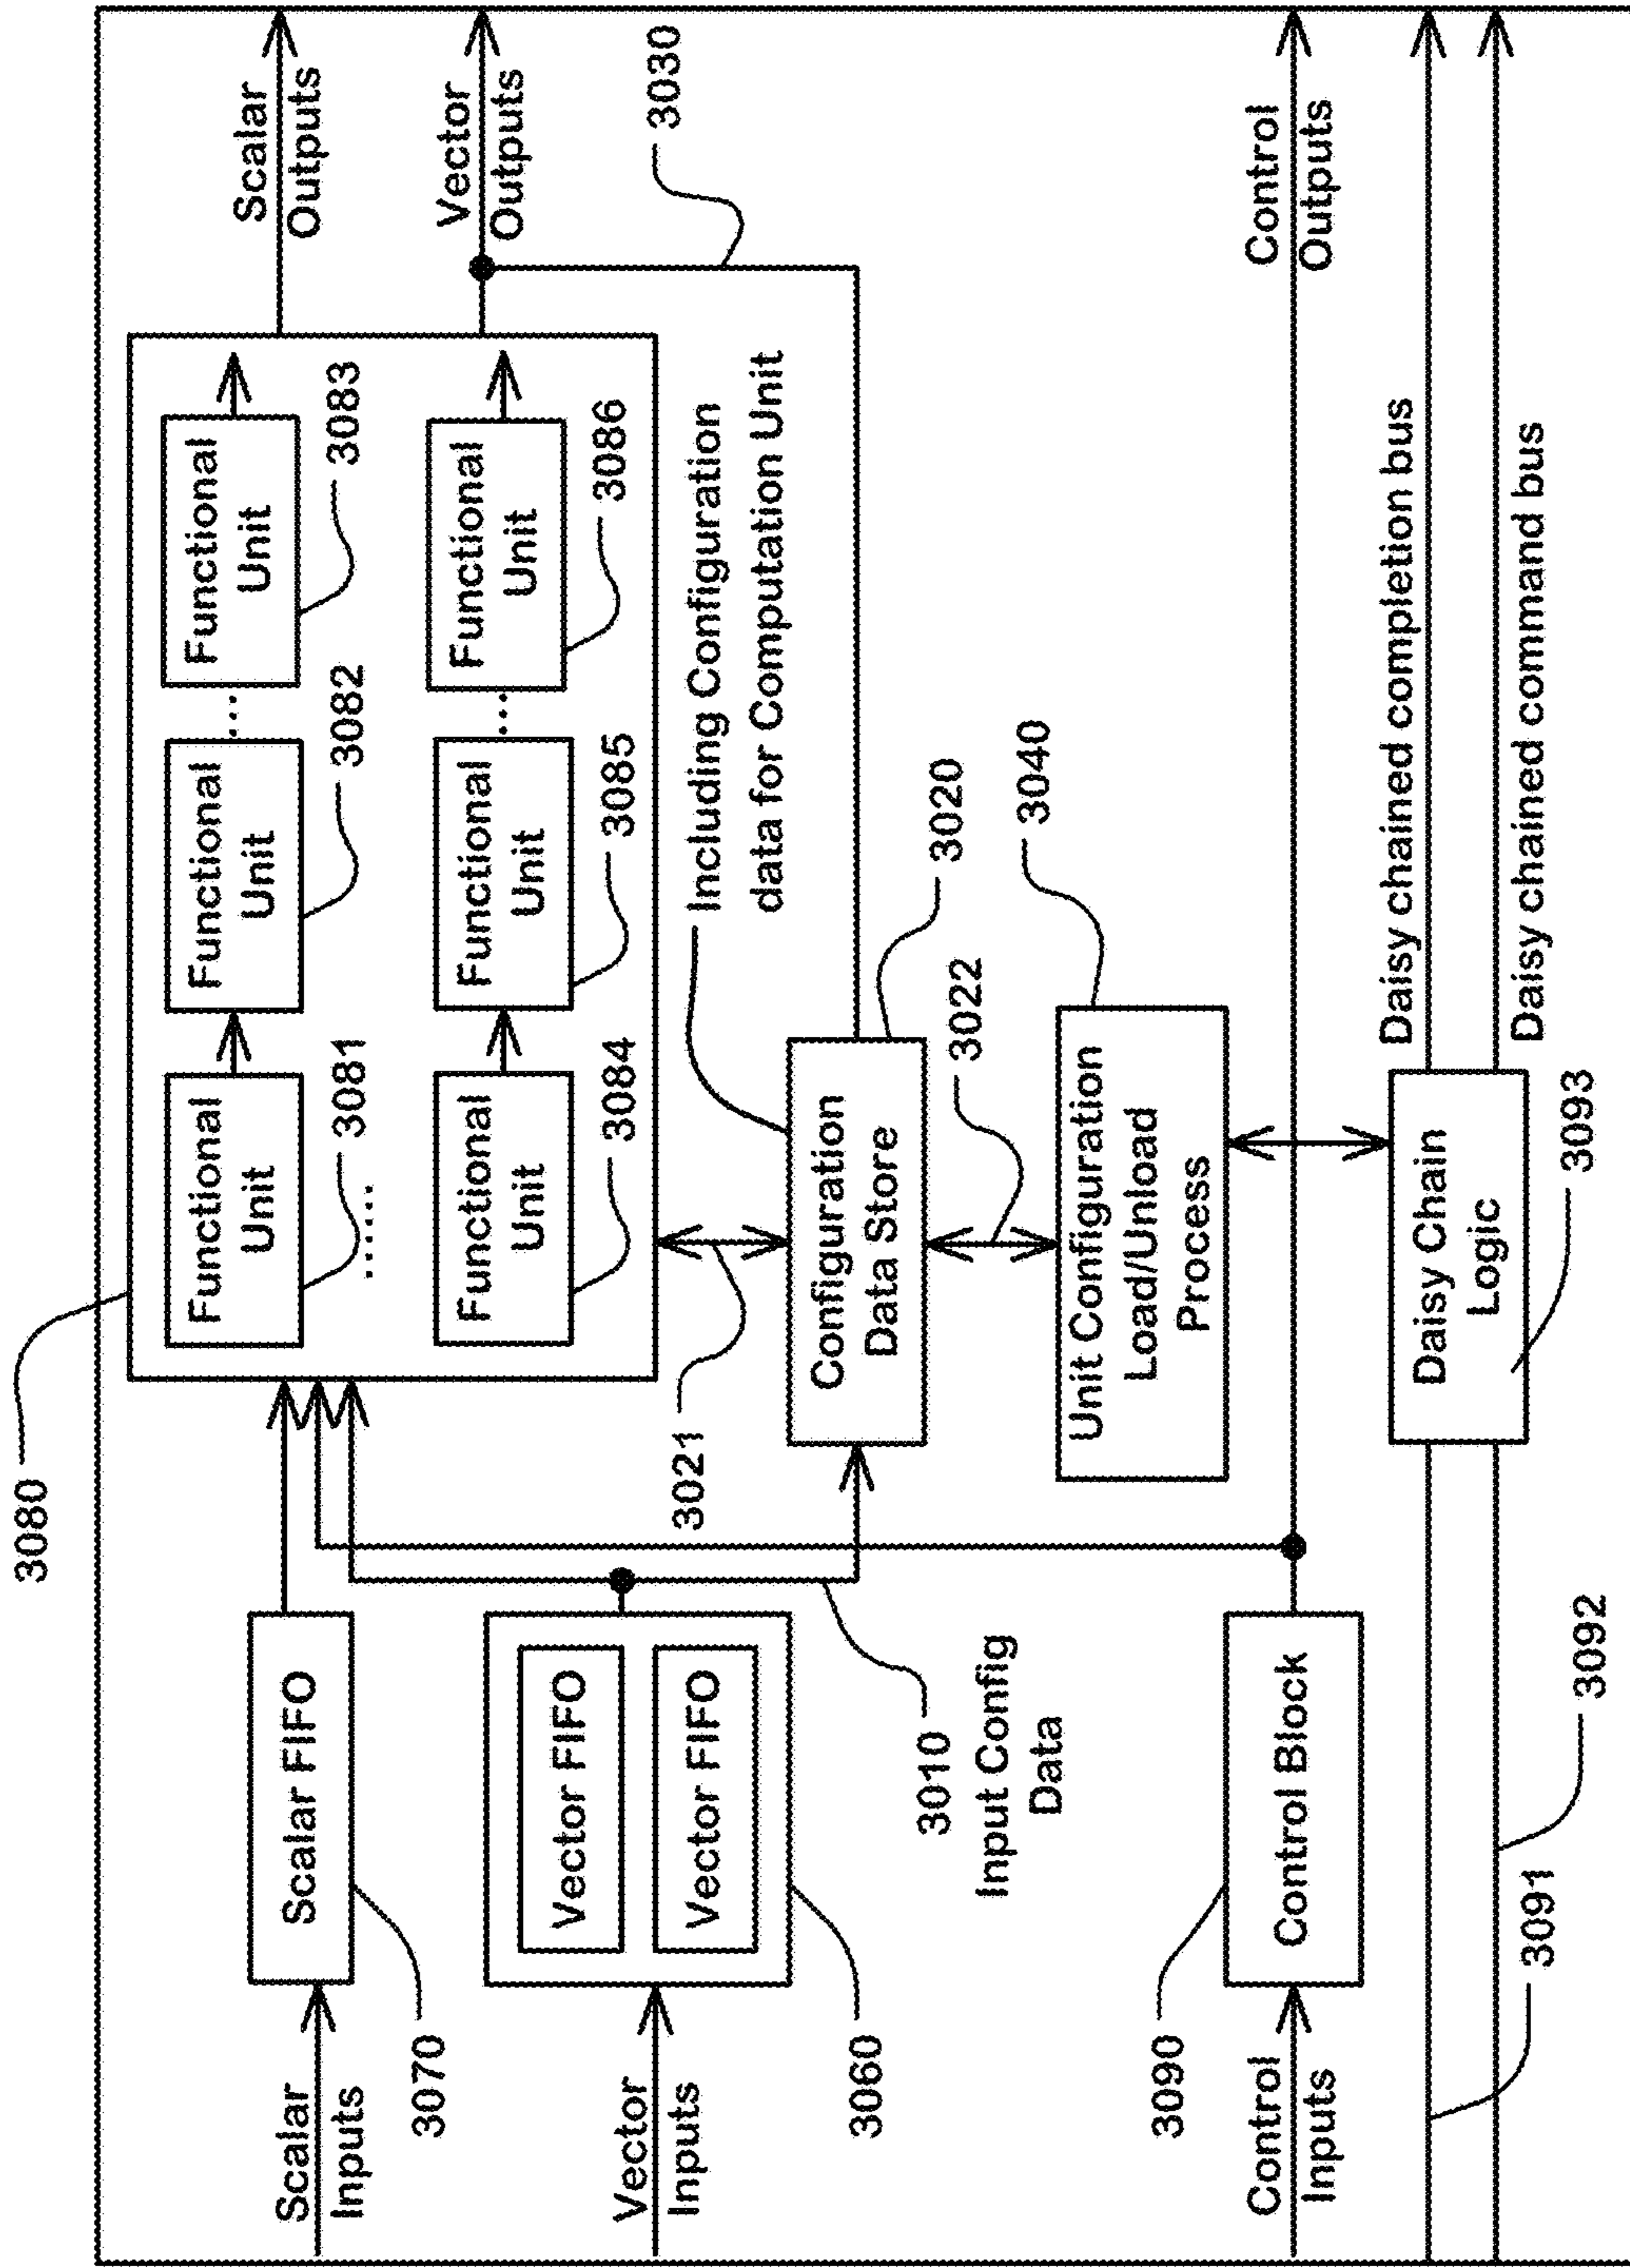 3080
Scalar
Inputs
Scalar FIFO
3070
Functional
Unit
3081
......
Functional
Unit
3082
...
Functional
Unit
3083
Scalar
Outputs
Vector
Inputs
Vector FIFO
Vector FIFO
3060
Functional
Unit
3084
Functional
Unit
3085
...
Functional
Unit
3086
Vector
Outputs
3030
3021
Including Configuration
data for Computation Unit
3010
Input Config
Data
Configuration
Data Store
3020
3022
Unit Configuration
Load/Unload
Process
3040
3090
Control
Inputs
Control Block
Control
Outputs
Daisy chained completion bus
Daisy Chain
Logic
Daisy chained command bus
3091
3092
3093